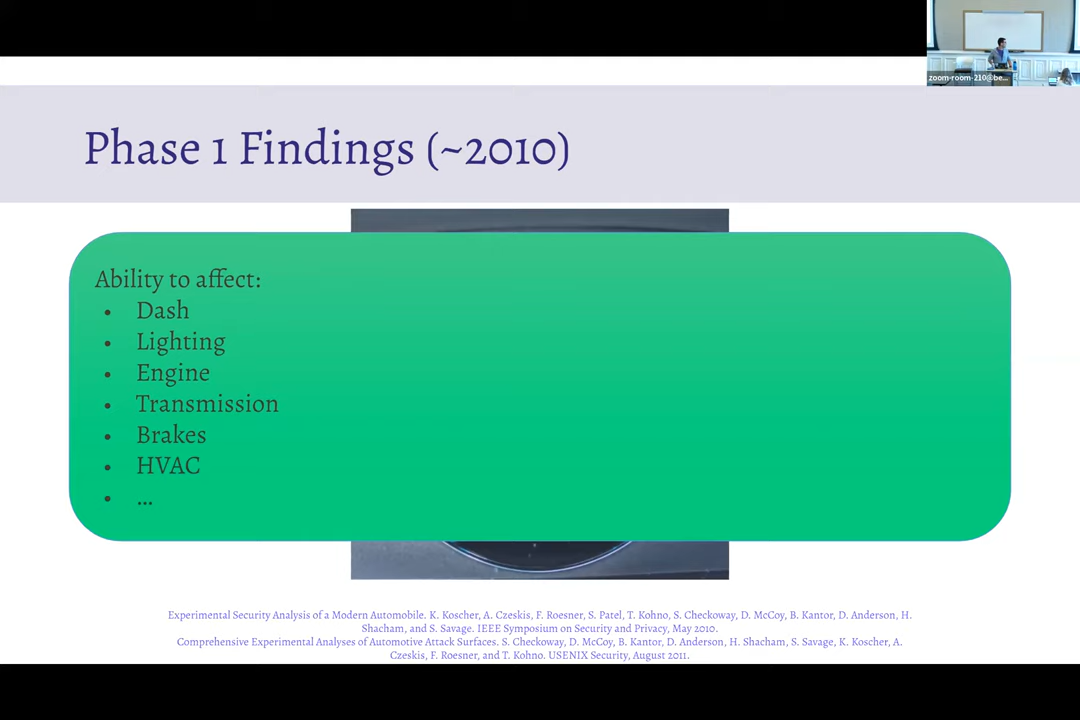 zoom-room-210@be...
Phase 1 Findings (~2010)
Ability to affect:
• Dash
• Lighting
• Engine
• Transmission
• Brakes
• HVAC
• ...
Experimental Security Analysis of a Modern Automobile. K. Koscher, A. Czeskis, F. Roesner, S. Patel, T. Kohno, S. Checkoway, D. McCoy, B. Kantor, D. Anderson, H.
Shacham, and S. Savage. IEEE Symposium on Security and Privacy, May 2010.
Comprehensive Experimental Analyses of Automotive Attack Surfaces. S. Checkoway, D. McCoy, B. Kantor, D. Anderson, H. Shacham, S. Savage, K. Koscher, A.
Czeskis, F. Roesner, and T. Kohno. USENIX Security, August 2011.